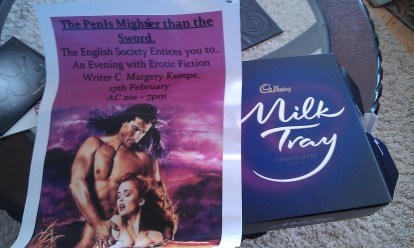 The PenIs Mightier than the
Sword.
The English Society Entices you to..
An Evening with Erotic Fiction
Writer C. Margery Kempe.
17th February
AC 201 - 7pm
Cadbury
Milk
Tray
CHOCOLATES